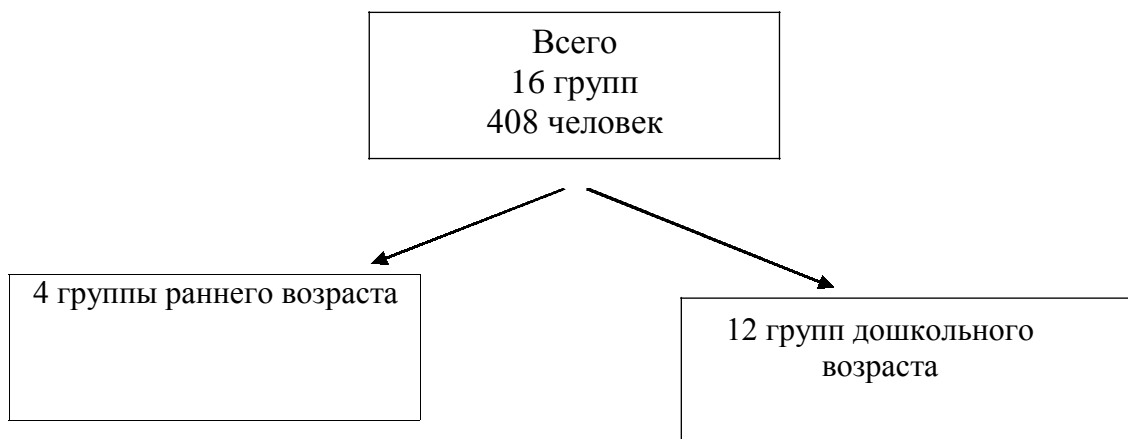 Всего
16 групп
408 человек
4 группы раннего возраста
12 групп дошкольного
возраста